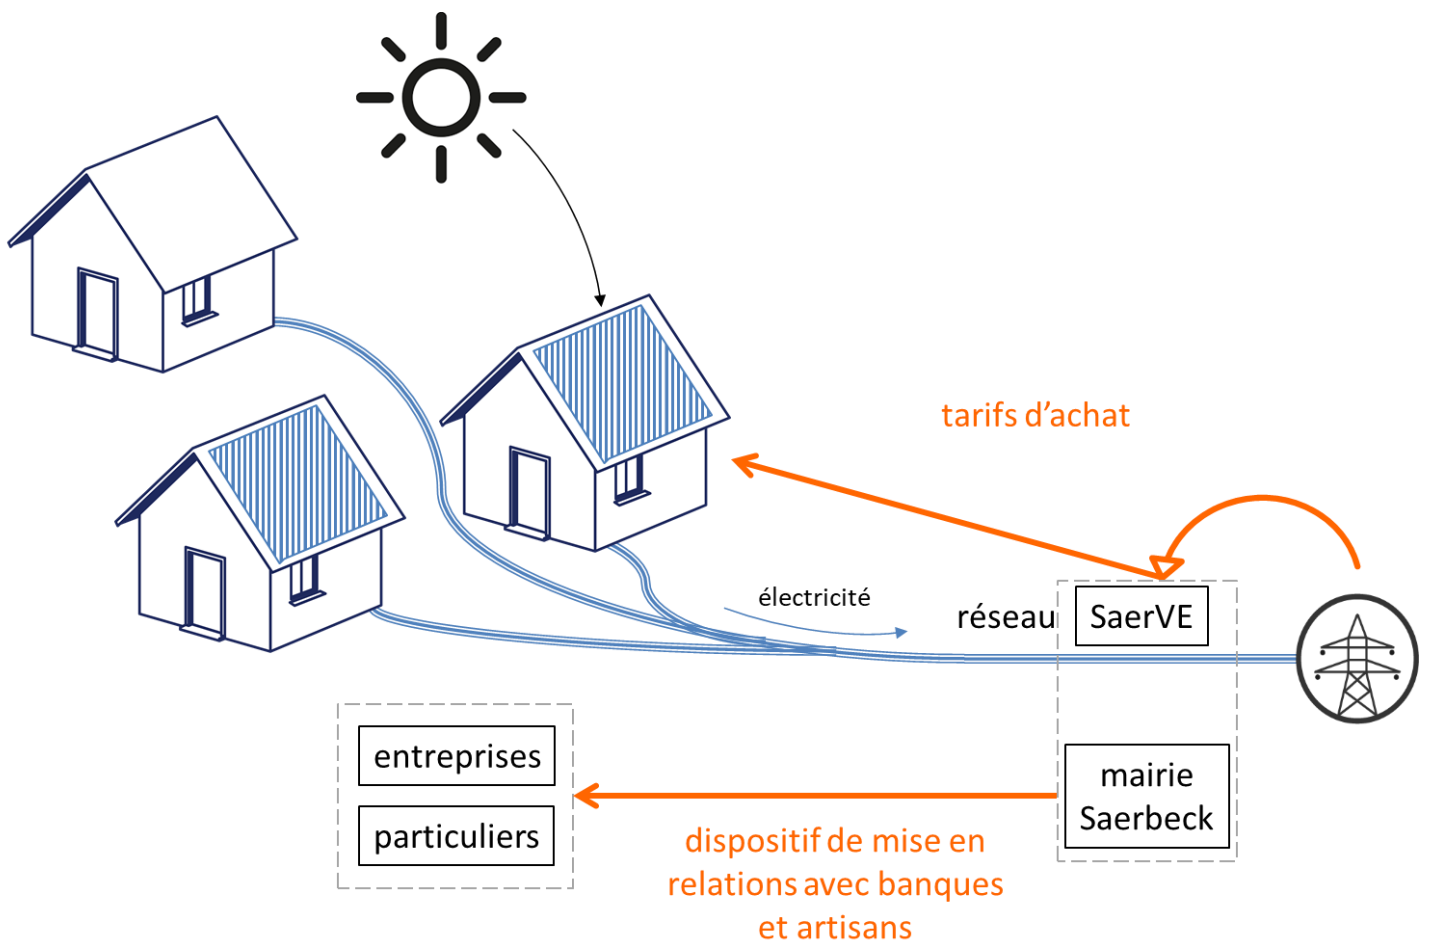 tarifs d’achat
électricité
réseau
SaerVE
entreprises
particuliers
mairie
Saerbeck
dispositif de mise en
relations avec banques
et artisans